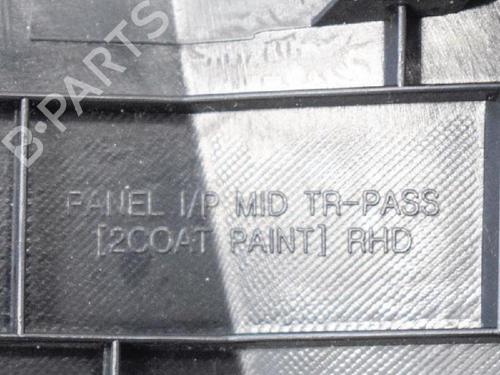 B·PARTS
PANEL I/P MID TR-PASS
[2COAT PAINT] RHD